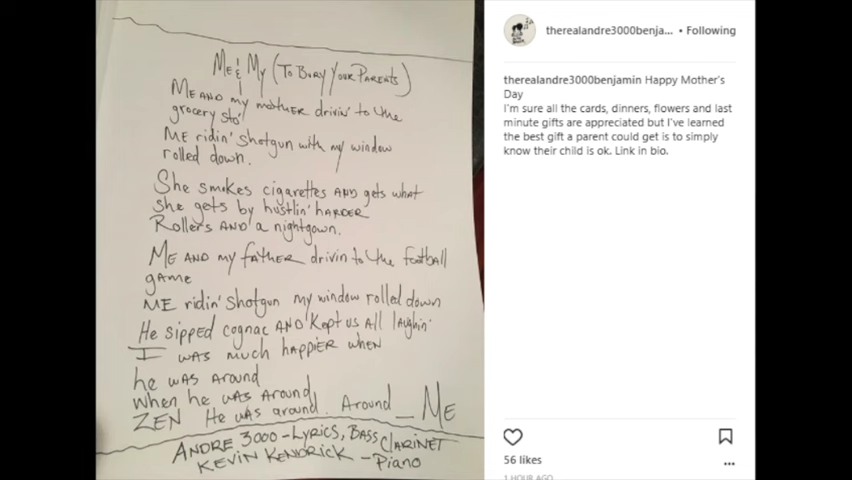 ME & My (To Bury Your Parents)
ME AND my mother drivin' to the
grocery sto'
ME ridin' Shotgun with my window
rolled down.
She smokes cigarettes AND gets what
she gets by hustlin' HARDER
Rollers AND a nightgown.
ME AND my father drivin to the football
game
ME ridin' Shotgun my window rolled down
He sipped cognac AND kept us All laughin'
I was much happier when
he was Around
when he was Around
ZEN He was around. Around _ ME
ANDRE 3000 - Lyrics, Bass Clarinet
KEVIN KENDRICK - Piano
therealandre3000benja... • Following
therealandre3000benjamin Happy Mother's
Day
I'm sure all the cards, dinners, flowers and last
minute gifts are appreciated but I've learned
the best gift a parent could get is to simply
know their child is ok. Link in bio.
56 likes
1 HOUR AGO